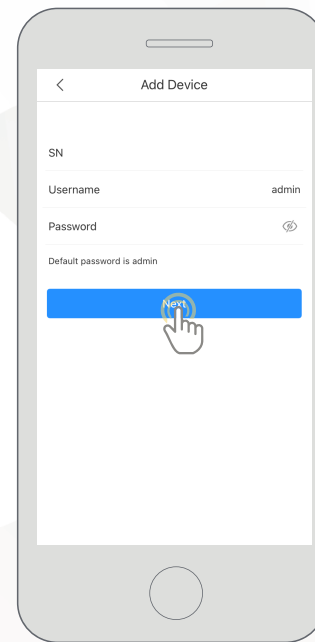 Add Device
SN
Username admin
Password
Default password is admin
Next